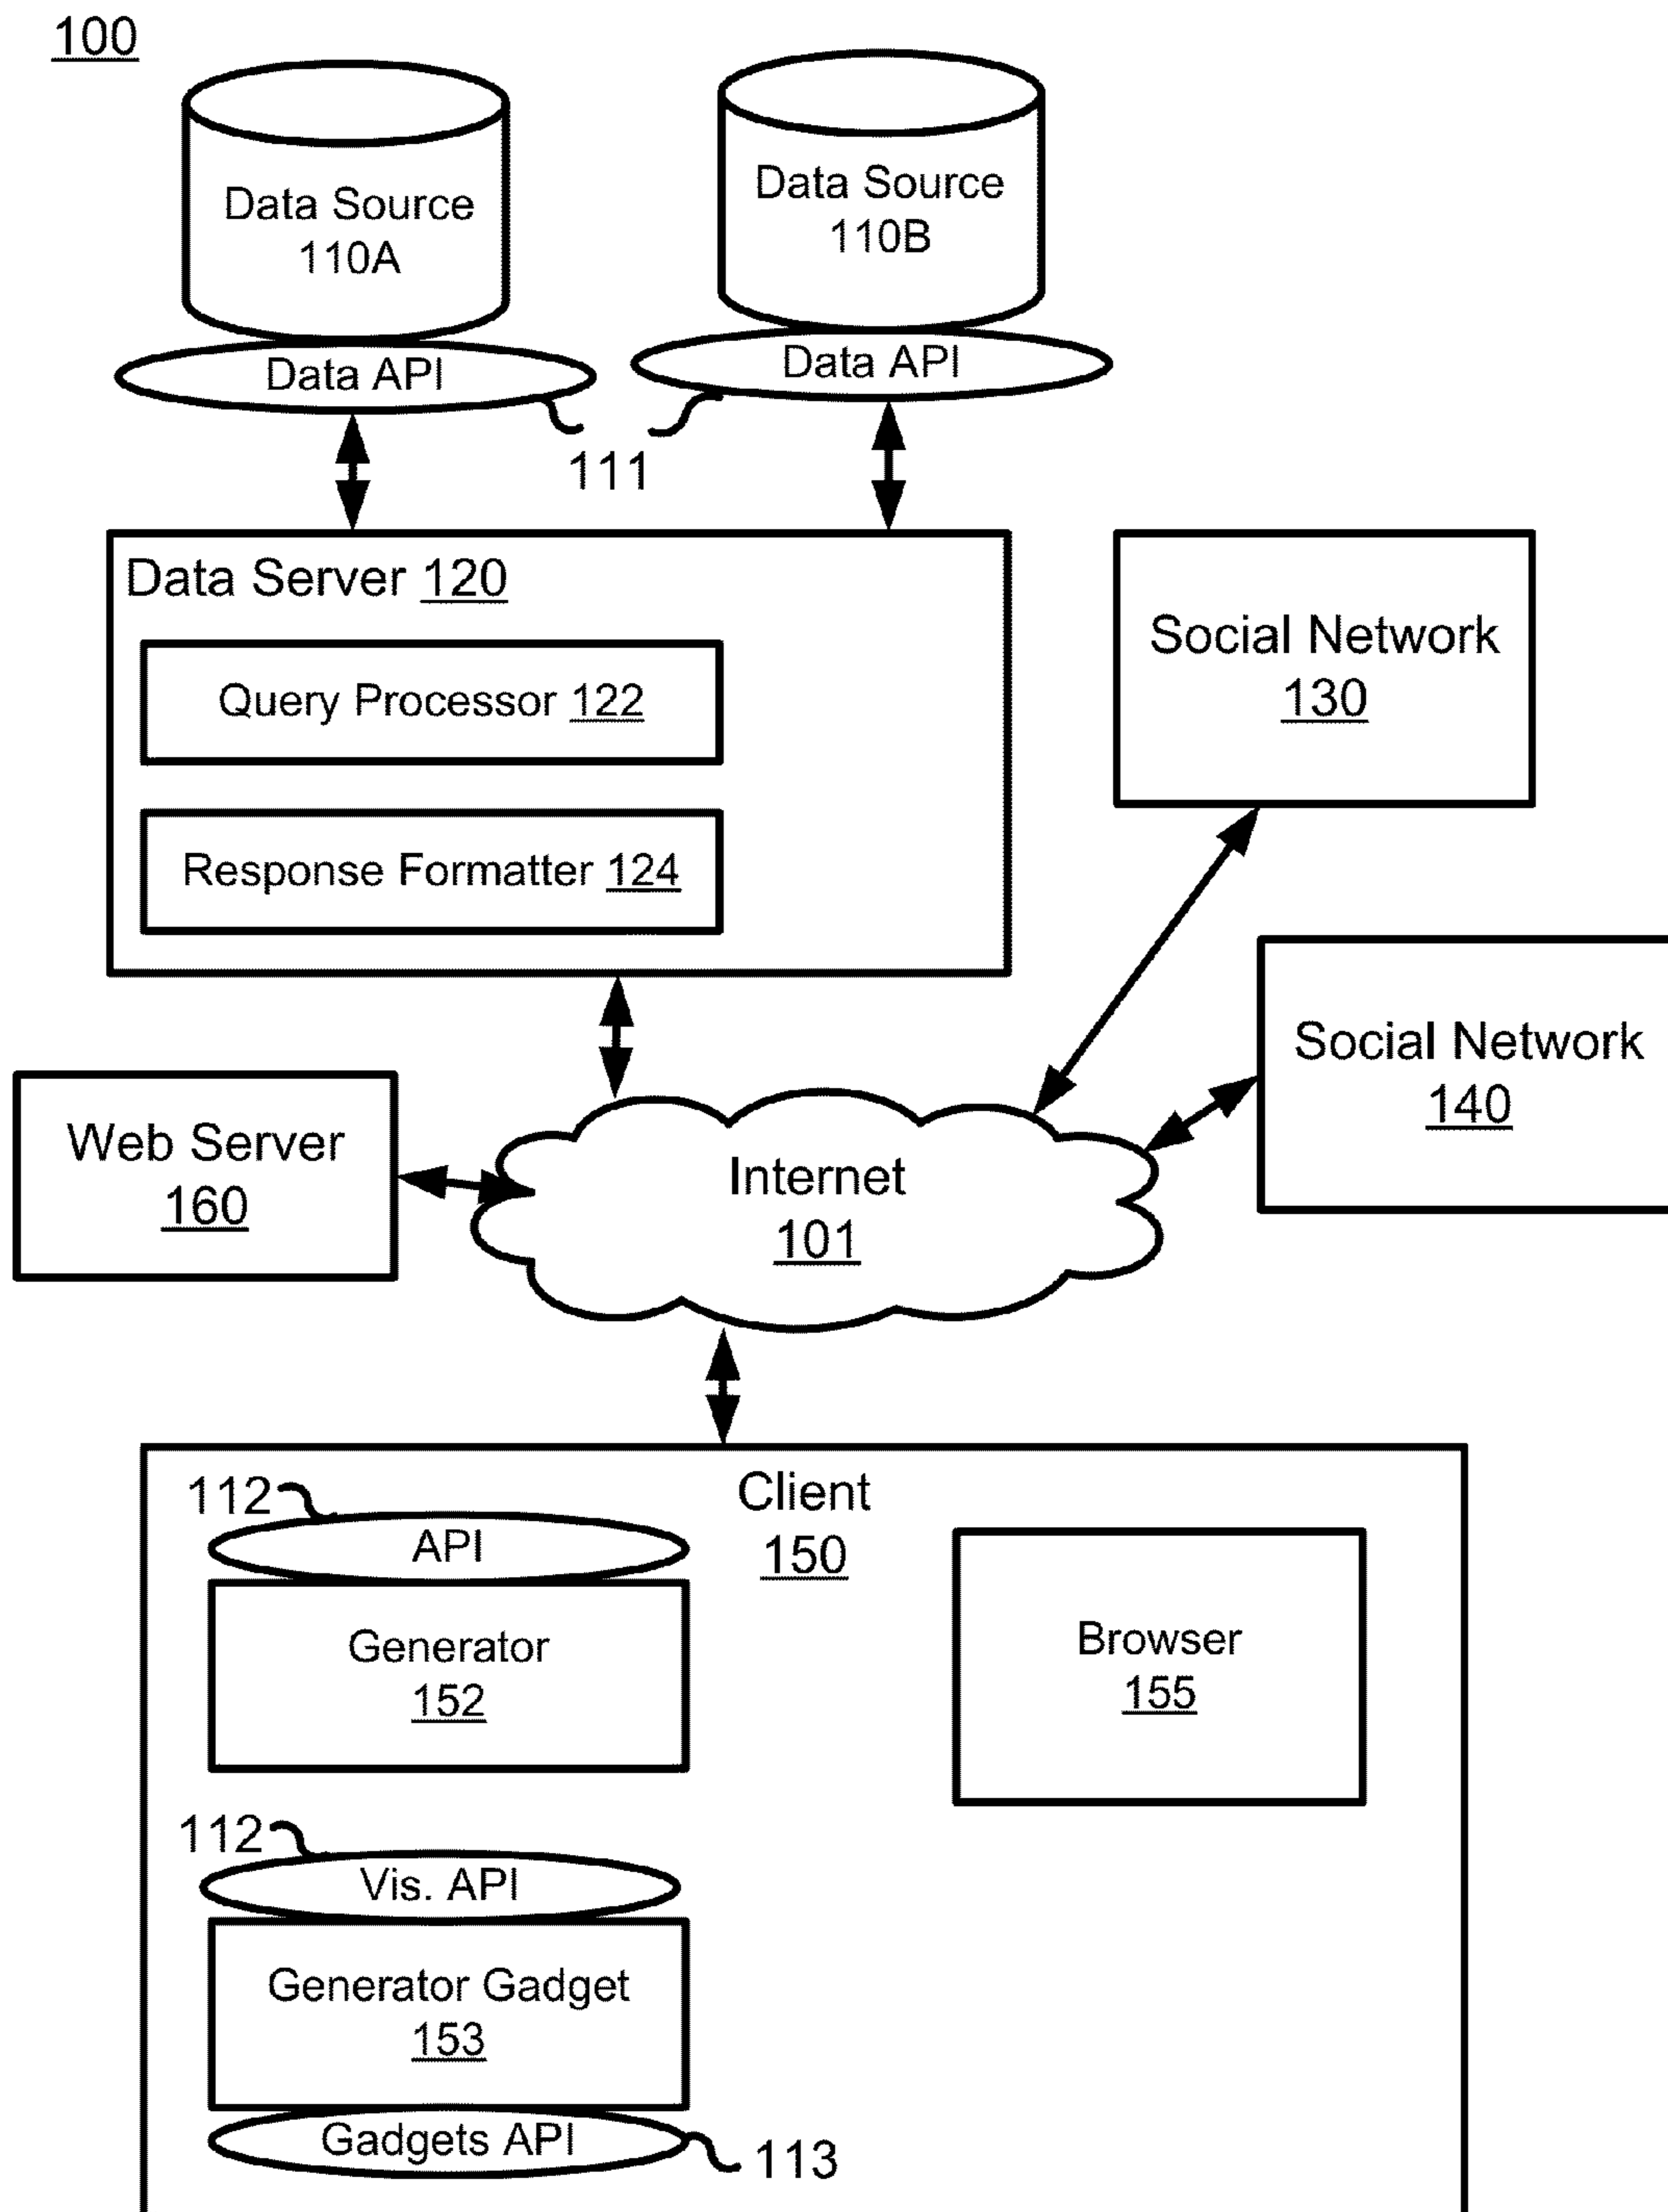 100
Data Source
110A
Data Source
110B
Data API
Data API
111
Data Server 120
Query Processor 122
Response Formatter 124
Social Network
130
Social Network
140
Web Server
160
Internet
101
Client
150
112
API
Generator
152
Browser
155
112
Vis. API
Generator Gadget
153
Gadgets API
113